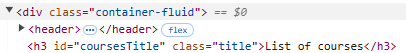 ▼<div class="container-fluid"> == $0
▶<header>⋯</header> flex
<h3 id="coursesTitle" class="title">List of courses</h3>